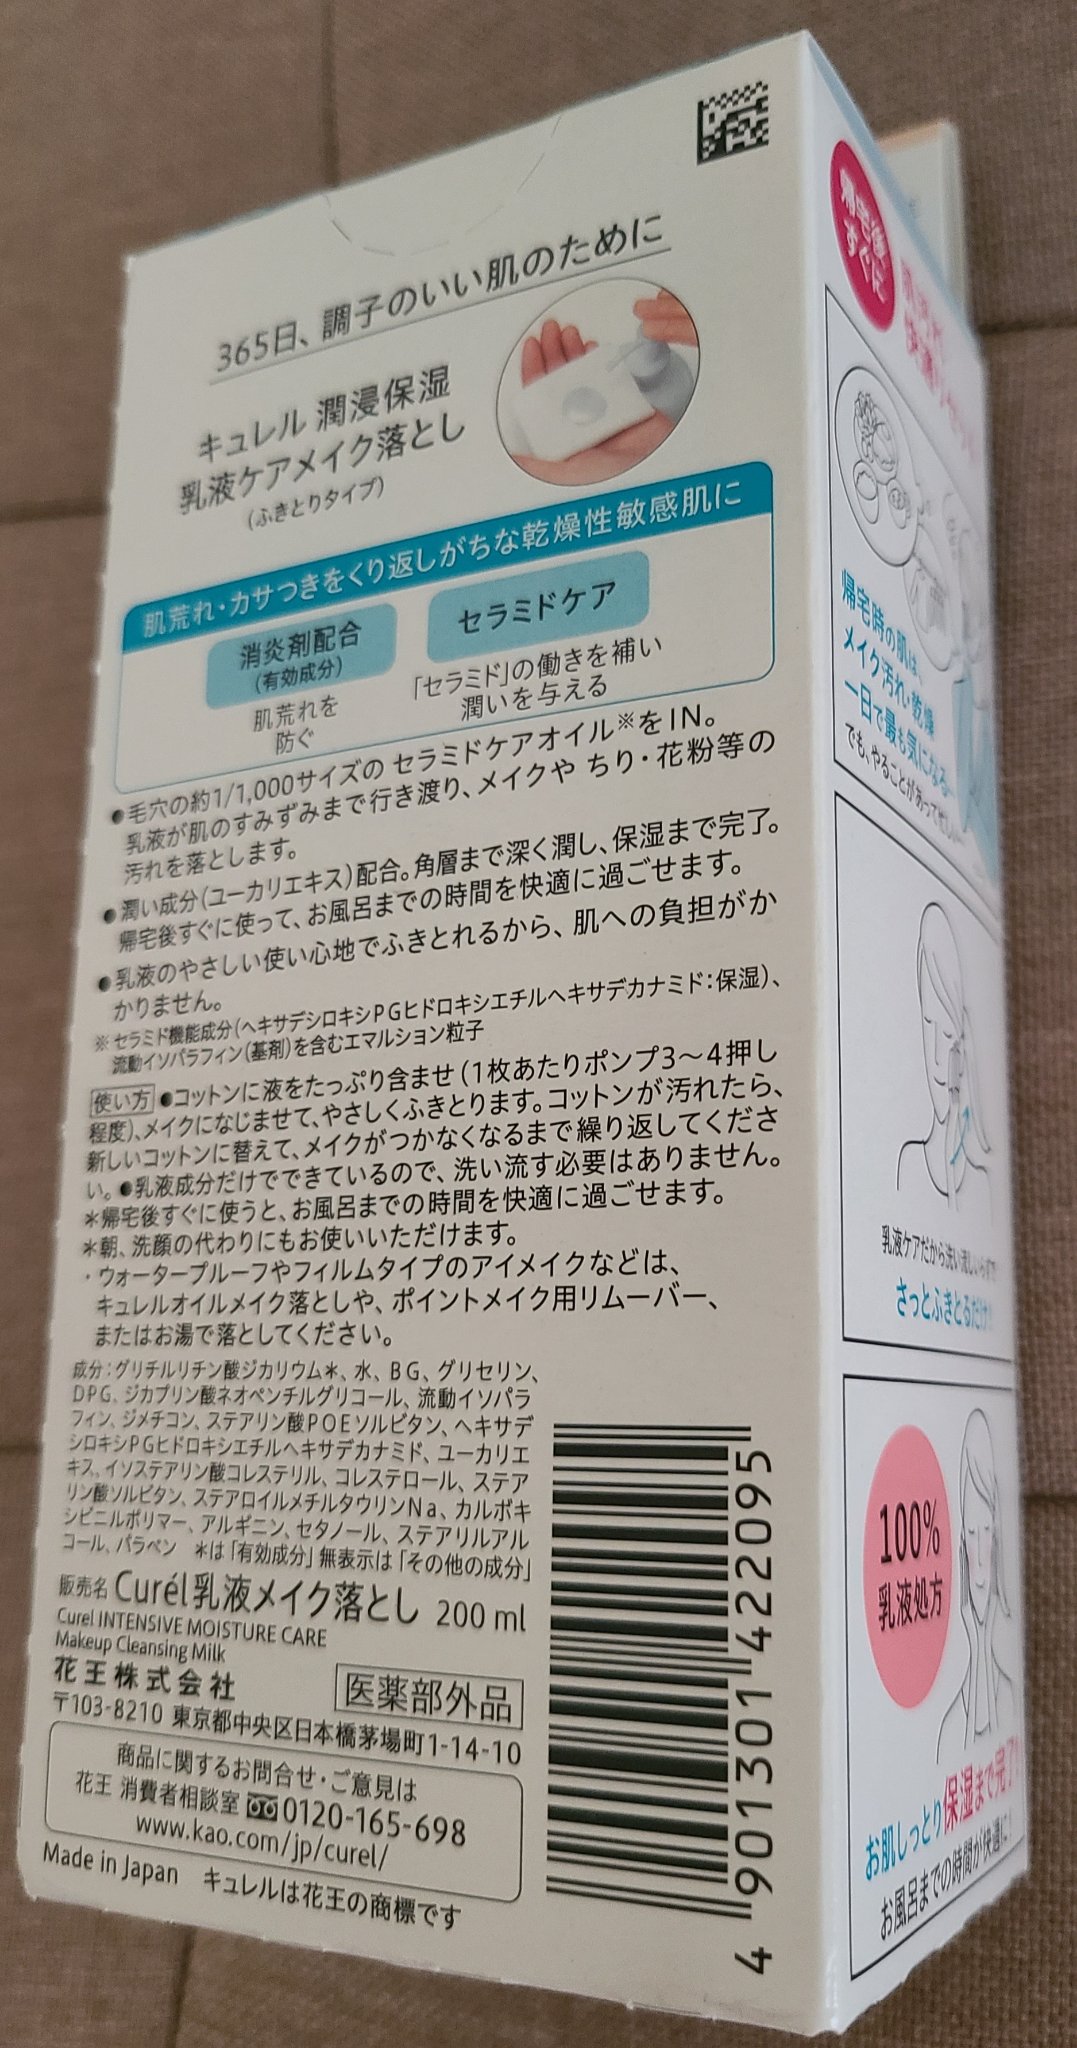 365日、調子のいい肌のために
キュレル 潤浸保湿
乳液ケアメイク落とし
(ふきとりタイプ)
肌荒れ・カサつきをくり返しがちな乾燥性敏感肌に
消炎剤配合
(有効成分)
肌荒れを
防ぐ
セラミドケア
「セラミド」の働きを補い
潤いを与える
●毛穴の約1/1,000サイズの セラミドケアオイル※をIN。
乳液が肌のすみずみまで行き渡り、メイクや ちり・花粉等の
汚れを落とします。
●潤い成分(ユーカリエキス)配合。角層まで深く潤し、保湿まで完了。
帰宅後すぐに使って、お風呂までの時間を快適に過ごせます。
●乳液のやさしい使い心地でふきとれるから、肌への負担がか
かりません。
※セラミド機能成分(ヘキサデシロキシPGヒドロキシエチルヘキサデカナミド:保湿)、
流動イソパラフィン(基剤)を含むエマルション粒子
使い方 ●コットンに液をたっぷり含ませ(1枚あたりポンプ3〜4押し
程度)、メイクになじませて、やさしくふきとります。コットンが汚れたら、
新しいコットンに替えて、メイクがつかなくなるまで繰り返してくださ
い。●乳液成分だけでできているので、洗い流す必要はありません。
＊帰宅後すぐに使うと、お風呂までの時間を快適に過ごせます。
＊朝、洗顔の代わりにもお使いいただけます。
・ウォータープルーフやフィルムタイプのアイメイクなどは、
キュレルオイルメイク落としや、ポイントメイク用リムーバー、
またはお湯で落としてください。
成分:グリチルリチン酸ジカリウム＊、水、BG、グリセリン、
DPG、ジカプリン酸ネオペンチルグリコール、流動イソパラ
フィン、ジメチコン、ステアリン酸POEソルビタン、ヘキサデ
シロキシPGヒドロキシエチルヘキサデカナミド、ユーカリエ
キス、イソステアリン酸コレステリル、コレステロール、ステア
リン酸ソルビタン、ステアロイルメチルタウリンNa、カルボキ
シビニルポリマー、アルギニン、セタノール、ステアリルアル
コール、パラベン ＊は「有効成分」無表示は「その他の成分」
販売名 Curél乳液メイク落とし 200 ml
Curel INTENSIVE MOISTURE CARE
Makeup Cleansing Milk
花王株式会社
医薬部外品
〒103-8210 東京都中央区日本橋茅場町1-14-10
商品に関するお問合せ・ご意見は
花王 消費者相談室 0120-165-698
www.kao.com/jp/curel/
Made in Japan キュレルは花王の商標です
4 901301 422095
帰宅後
すぐに
帰宅時の肌は、
メイク汚れ・乾燥
一日で最も気になる…
でも、やることがあって
乳液ケアだから洗い流し
さっとふきとるだけ
100%
乳液処方
お肌しっとり保湿まで完了!
お風呂までの時間が快適に!